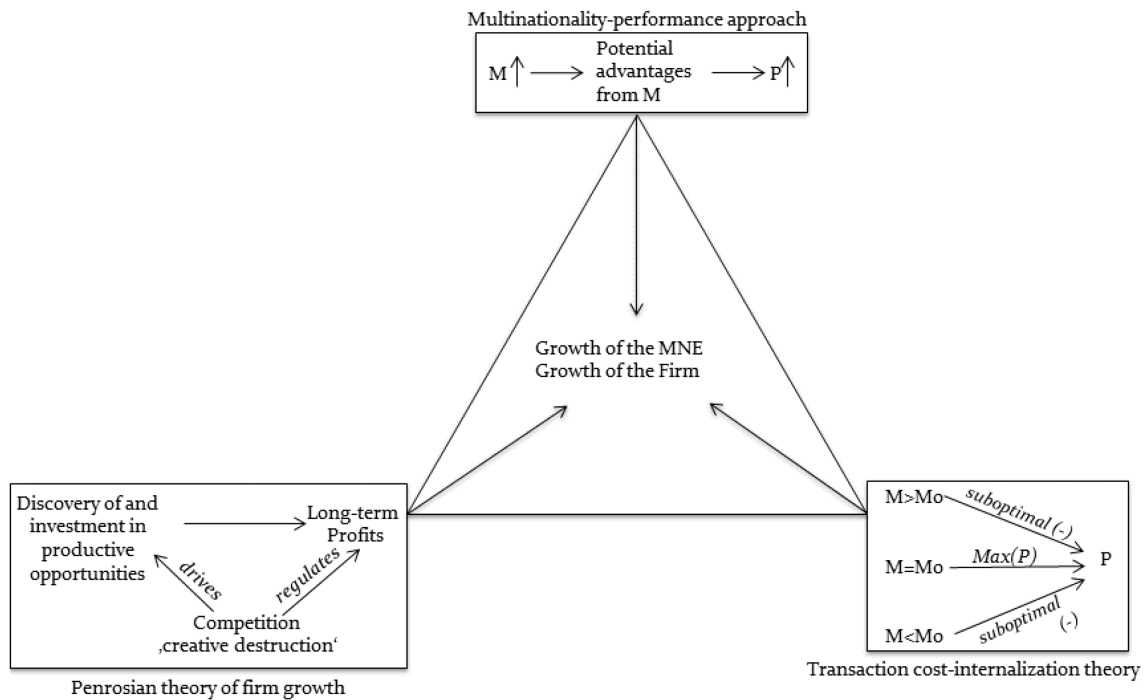 Multinationality-performance approach
M
Potential
advantages
from M
P
Growth of the MNE
Growth of the Firm
Discovery of and
investment in
productive
opportunities
Long-term
Profits
drives
regulates
Competition
‚creative destruction‘
Penrosian theory of firm growth
M>Mo
suboptimal (-)
M=Mo
Max(P)
P
M<Mo
suboptimal
(-)
Transaction cost-internalization theory